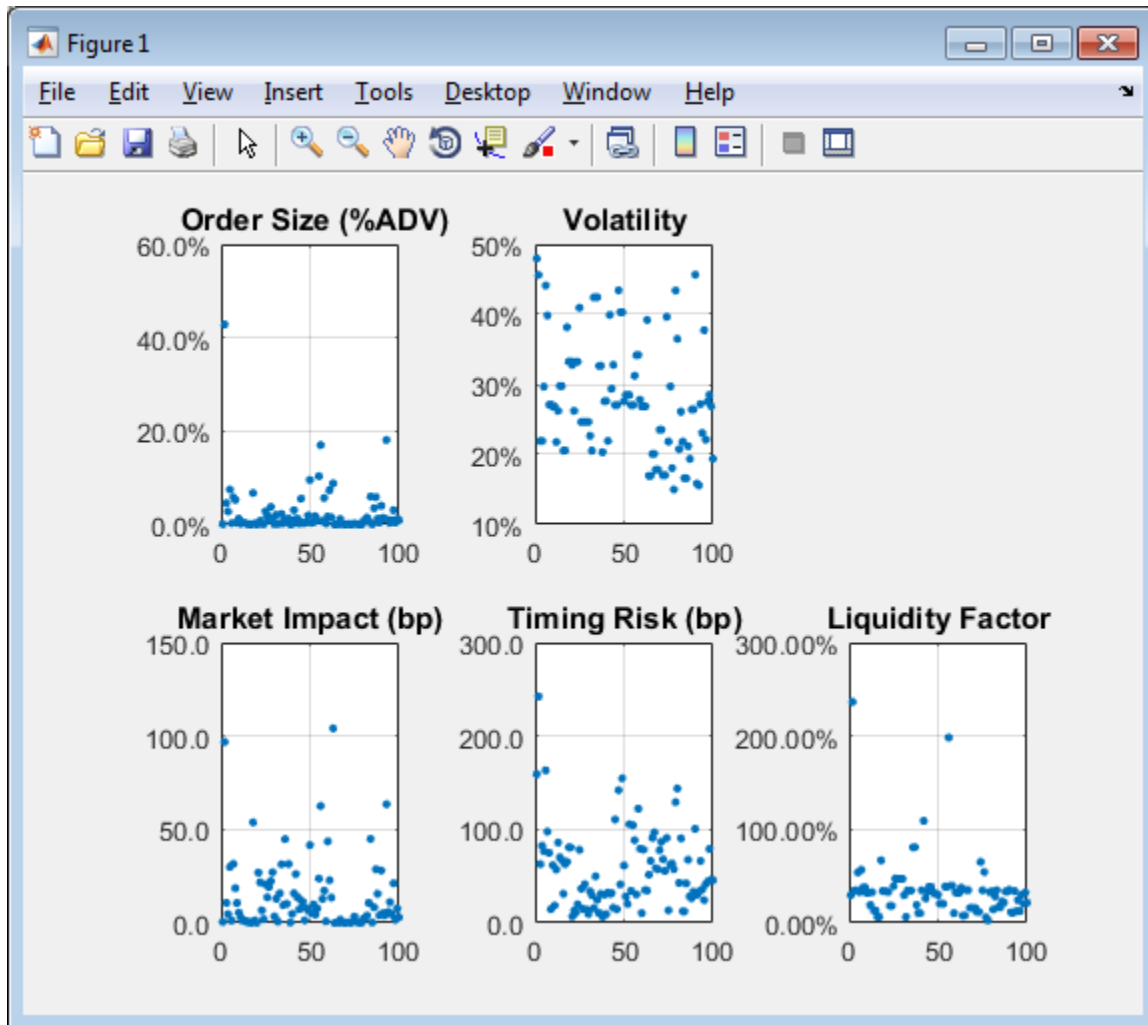 Figure 1
File Edit View Insert Tools Desktop Window Help
Order Size (%ADV)
60.0%
40.0%
20.0%
0.0%
0 50 100
Volatility
50%
40%
30%
20%
10%
0 50 100
Market Impact (bp)
150.0
100.0
50.0
0.0
0 50 100
Timing Risk (bp)
300.0
200.0
100.0
0.0
0 50 100
Liquidity Factor
300.00%
200.00%
100.00%
0.00%
0 50 100